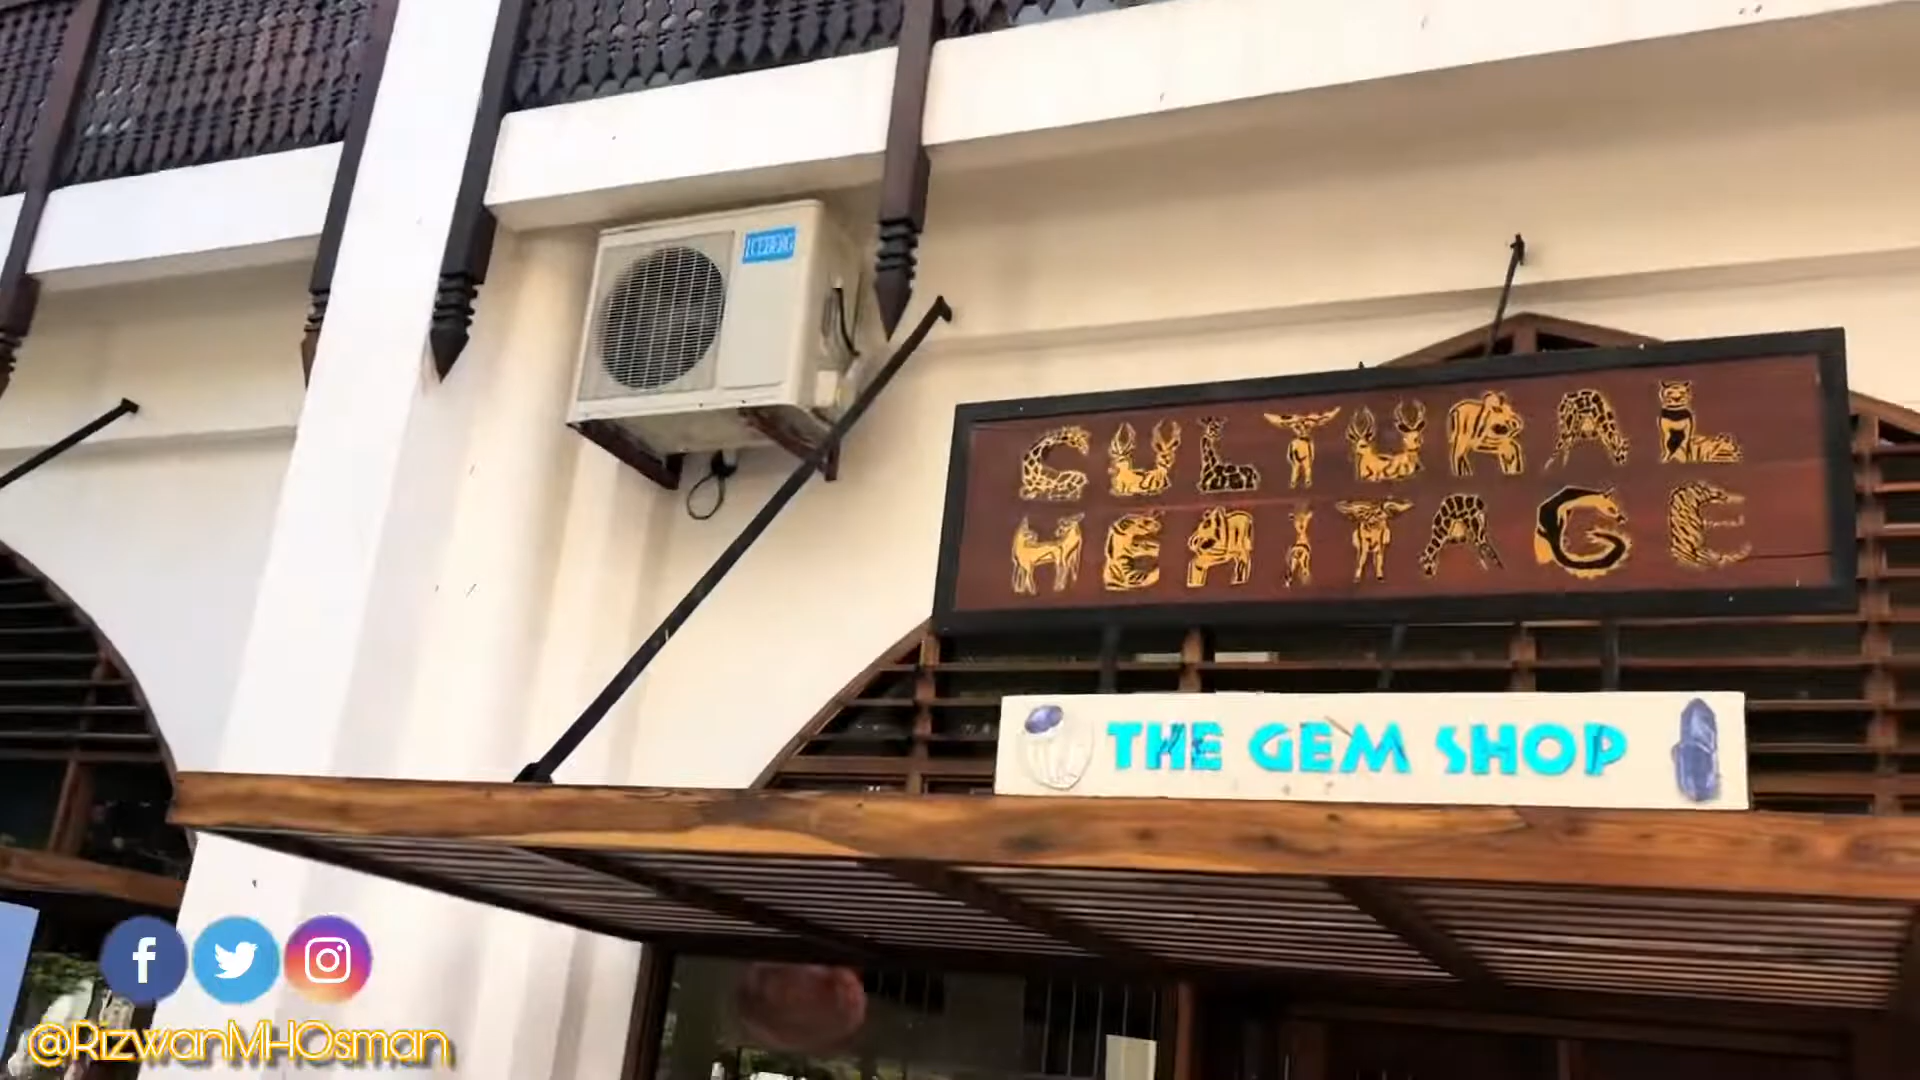 ICEBERG
CULTURAL
HERITAGE
THE GEM SHOP
@RizwanMHOsman